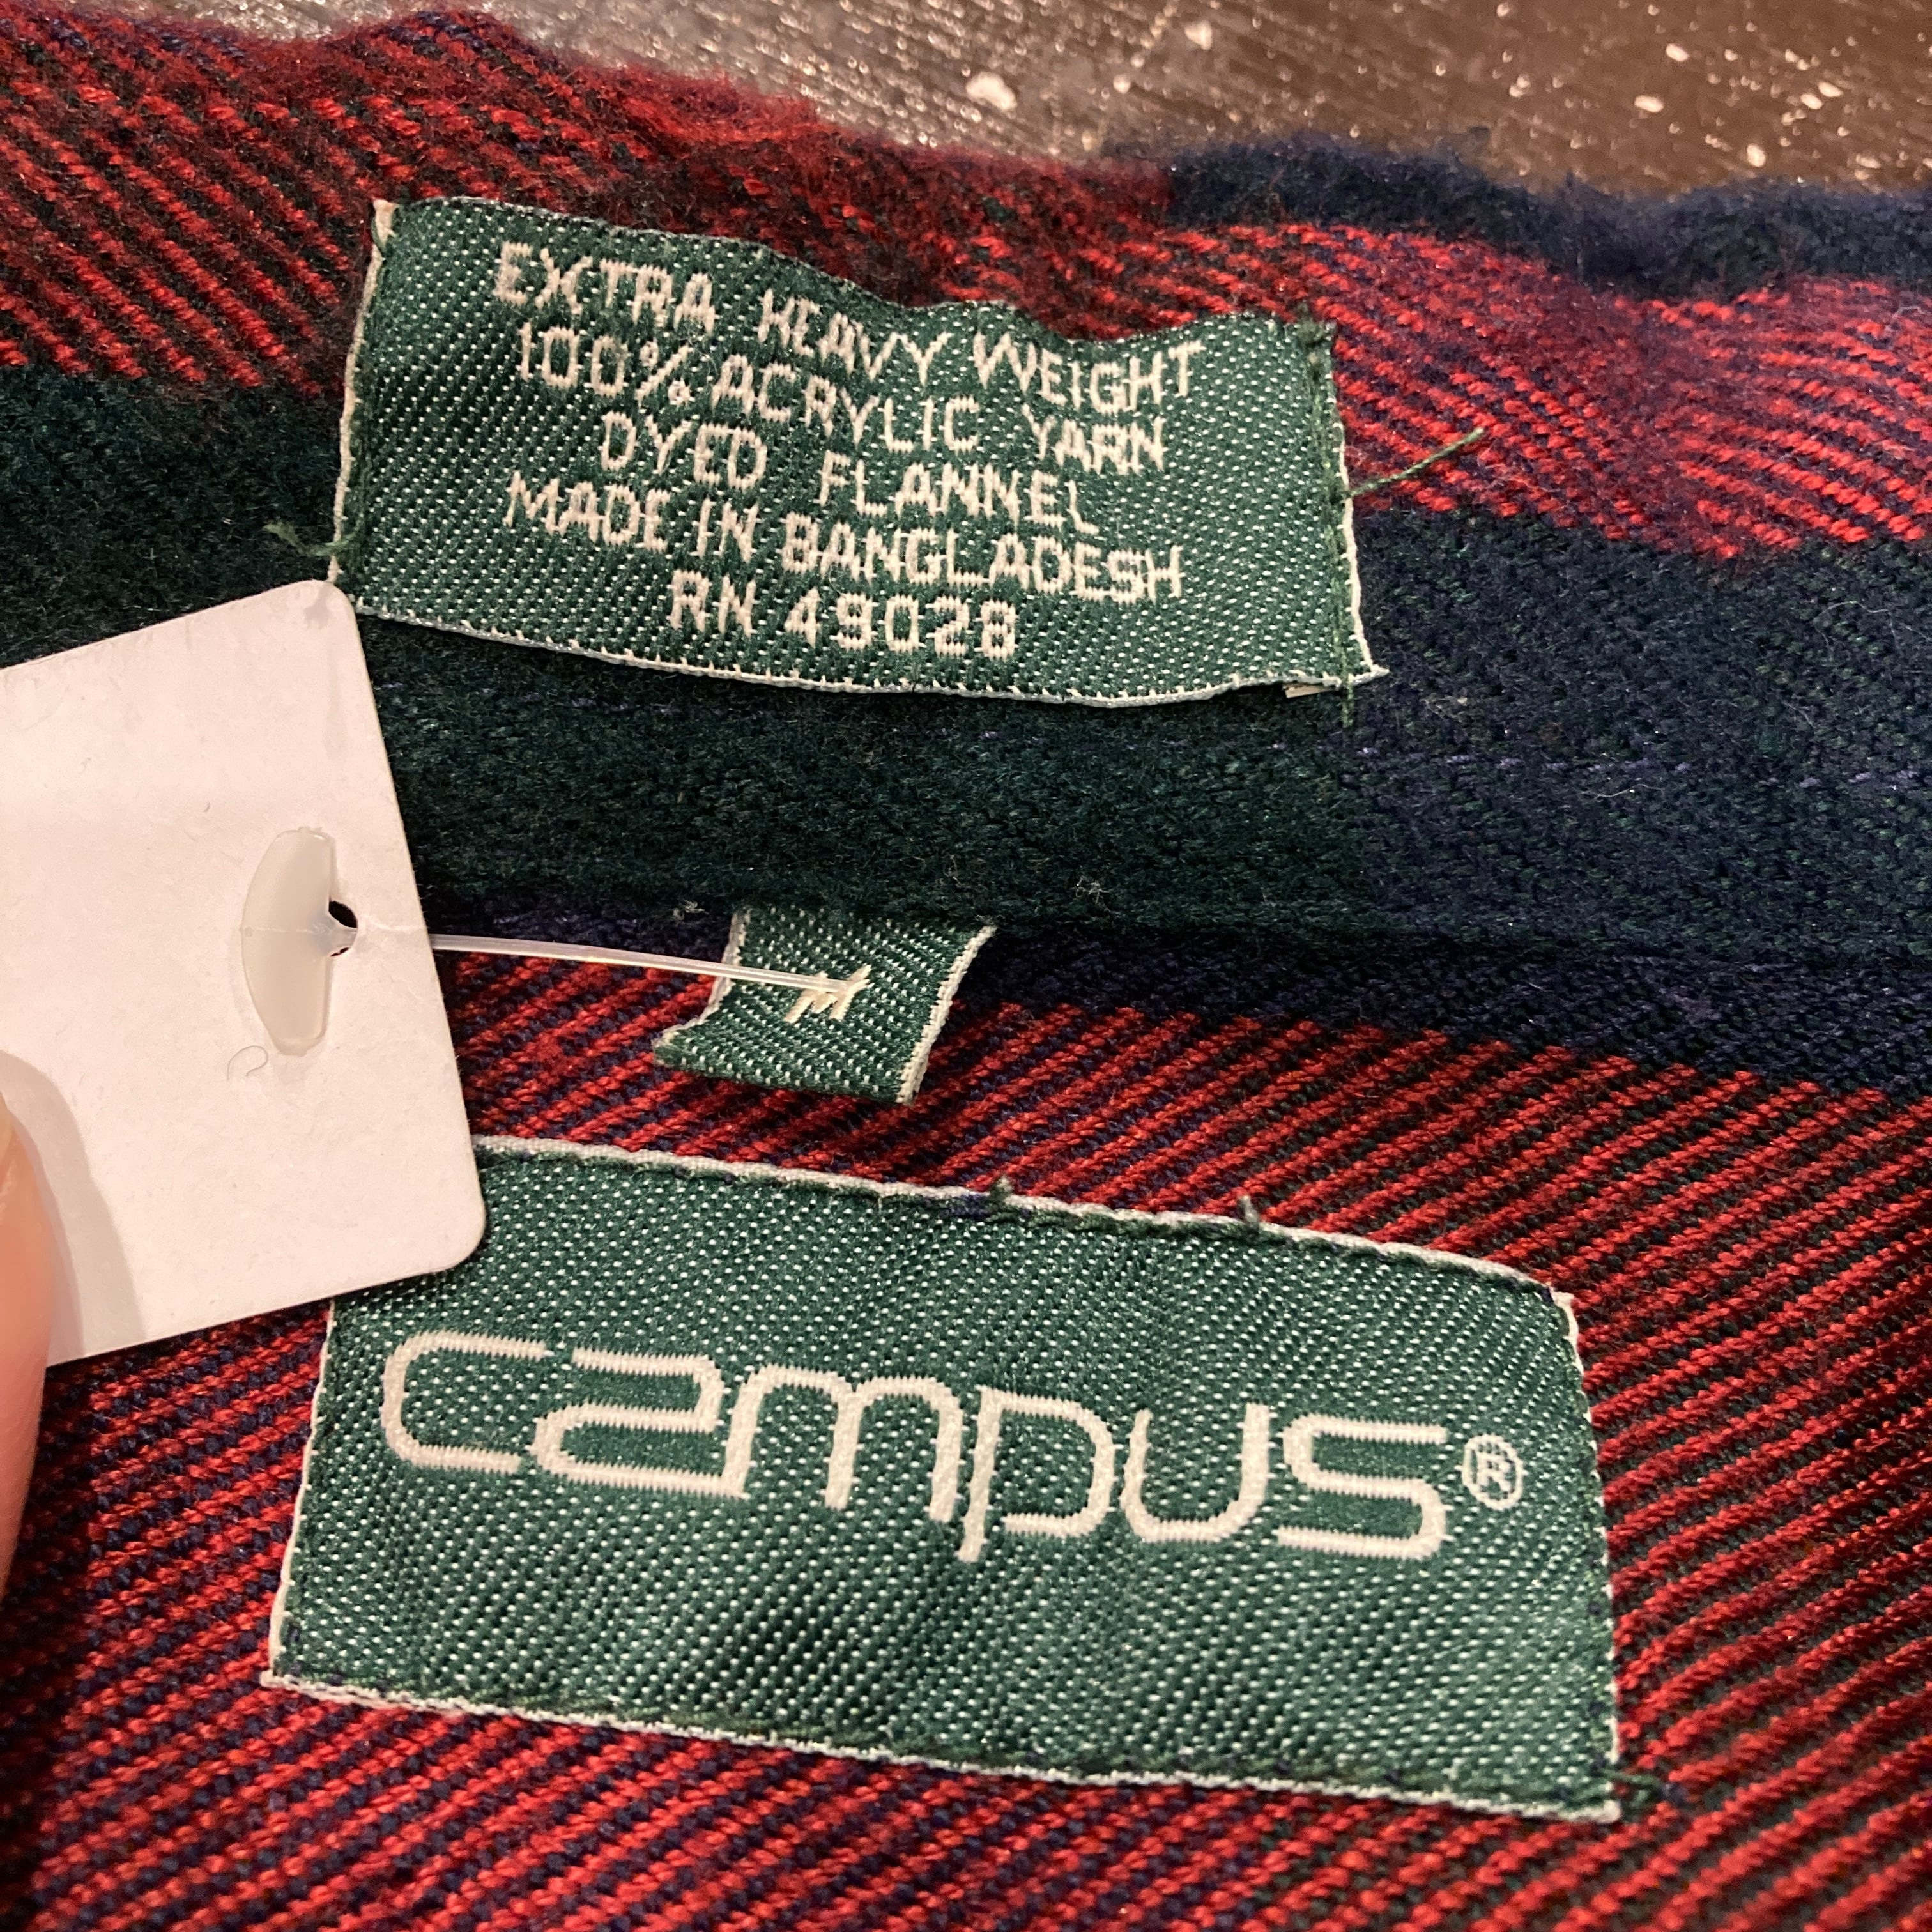 EXTRA HEAVY WEIGHT
100% ACRYLIC YARN
DYED FLANNEL
MADE IN BANGLADESH
RN 49028
M
campus®